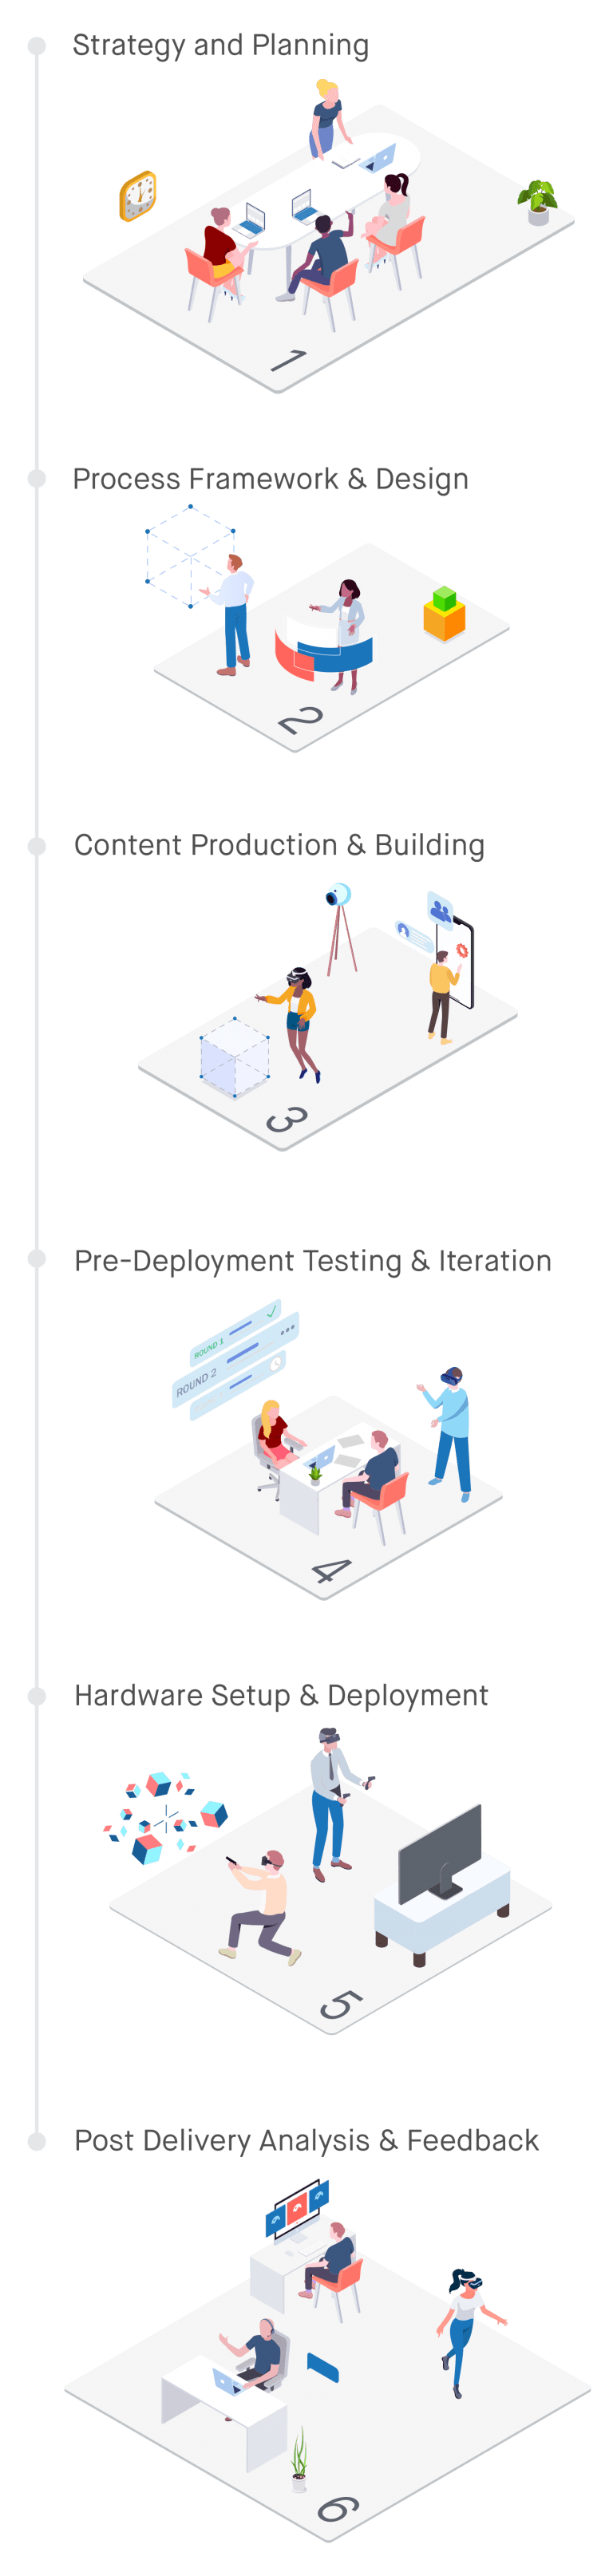 Strategy and Planning
1
Process Framework & Design
2
Content Production & Building
3
Pre-Deployment Testing & Iteration
ROUND 1
ROUND 2
4
Hardware Setup & Deployment
5
Post Delivery Analysis & Feedback
6